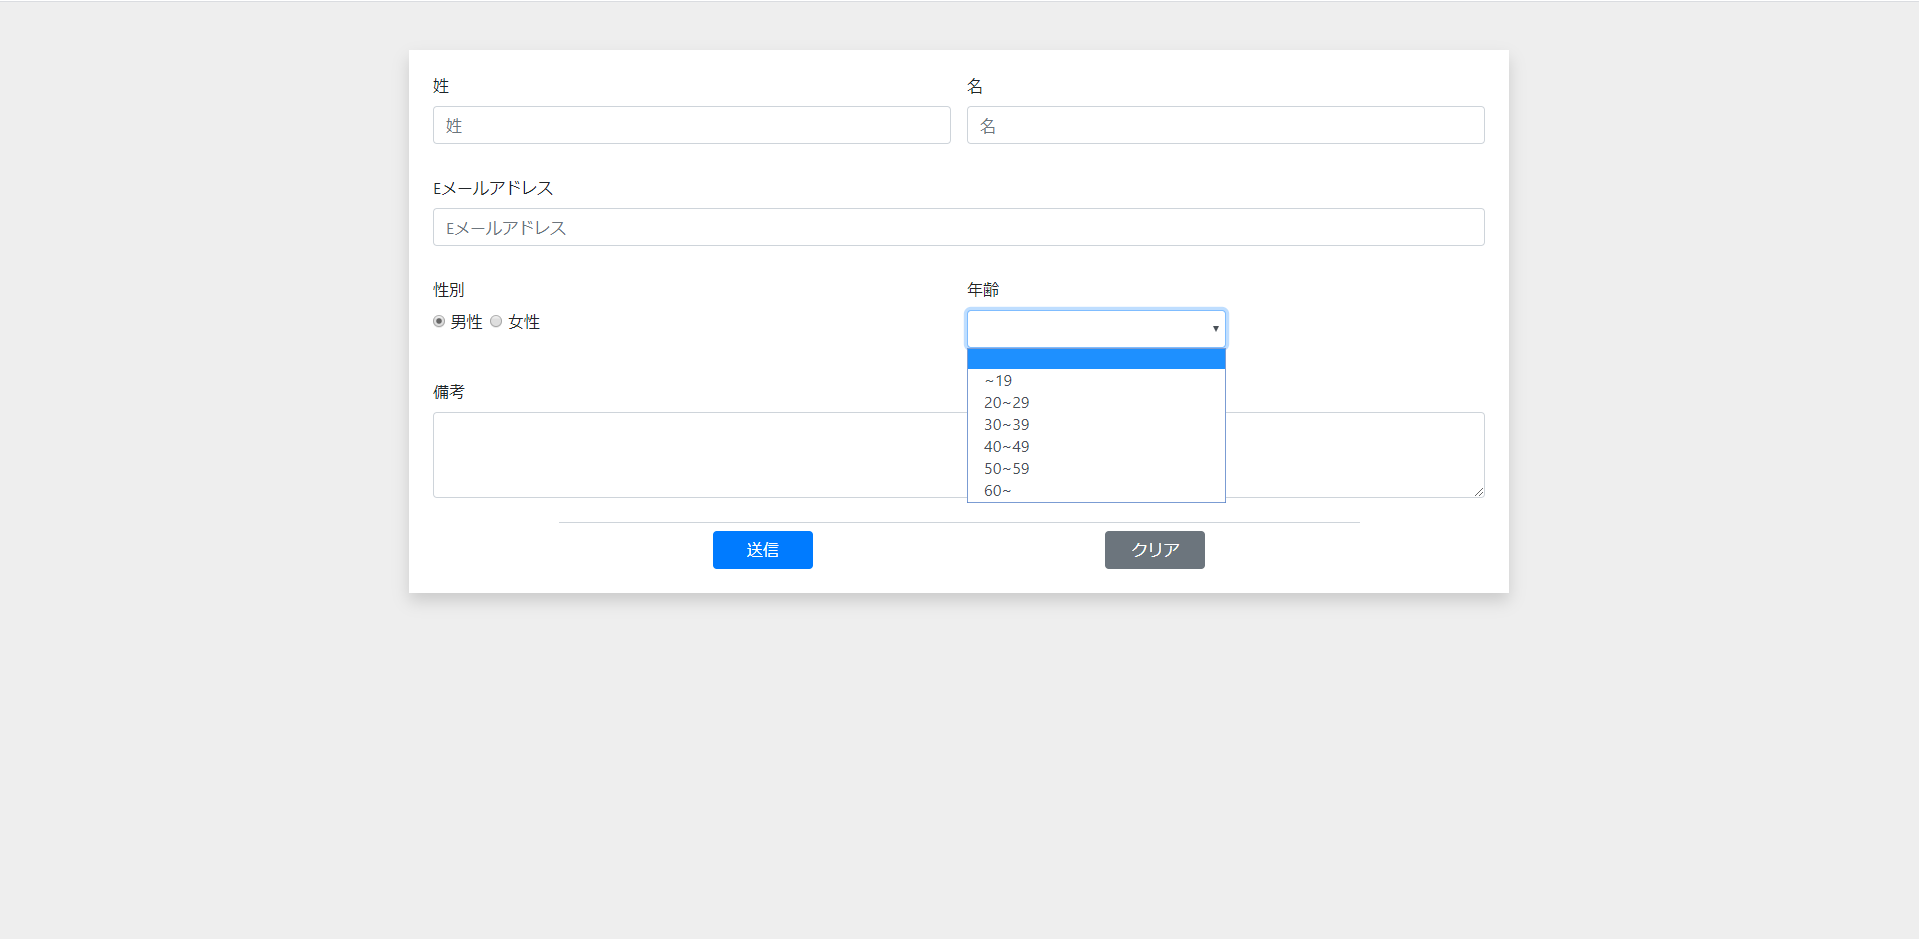 姓
名
姓
名
Eメールアドレス
Eメールアドレス
性別
年齢
男性 女性
~19
20~29
30~39
40~49
50~59
60~
備考
送信
クリア